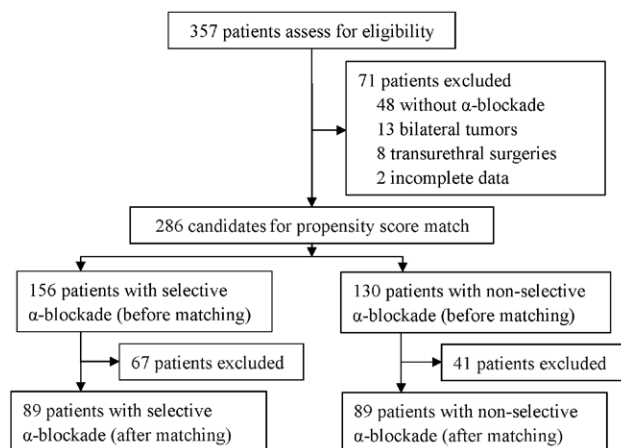 357 patients assess for eligibility
71 patients excluded
48 without α-blockade
13 bilateral tumors
8 transurethral surgeries
2 incomplete data
286 candidates for propensity score match
156 patients with selective
α-blockade (before matching)
130 patients with non-selective
α-blockade (before matching)
67 patients excluded
41 patients excluded
89 patients with selective
α-blockade (after matching)
89 patients with non-selective
α-blockade (after matching)